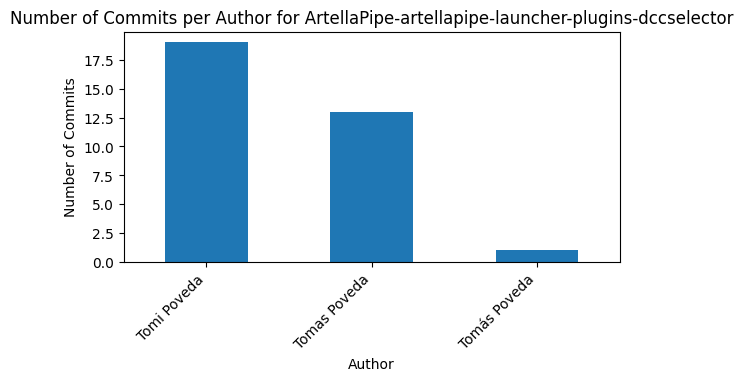 Number of Commits per Author for ArtellaPipe-artellapipe-launcher-plugins-dccselector
17.5
15.0
12.5
10.0
7.5
5.0
2.5
0.0
Number of Commits
Tomi Poveda
Tomas Poveda
Tomás Poveda
Author